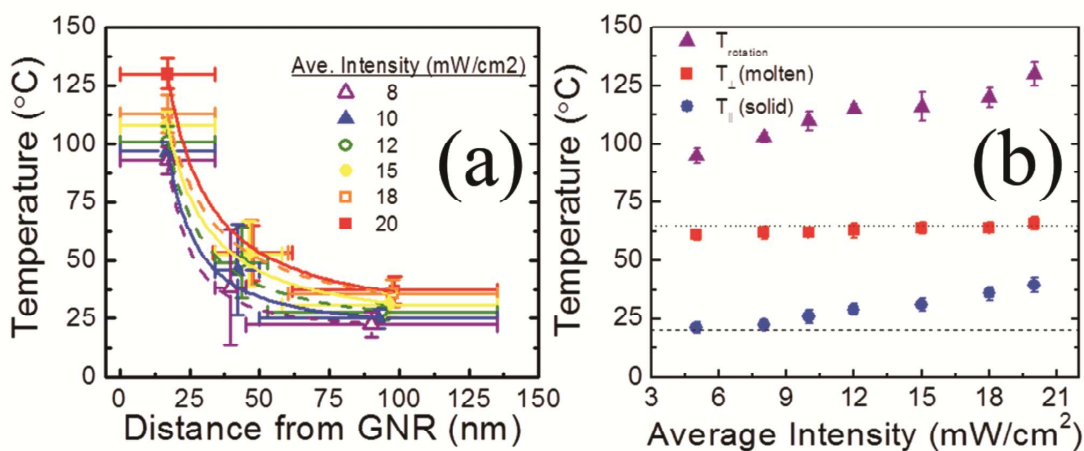 150
125
100
75
50
25
0
Temperature (°C)
0 25 50 75 100 125 150
Distance from GNR (nm)
Ave. Intensity (mW/cm2)
8
10
12
15
18
20
(a)
150
125
100
75
50
25
0
Temperature (°C)
3 6 9 12 15 18 21
Average Intensity (mW/cm²)
T rotation
T⊥ (molten)
T|| (solid)
(b)